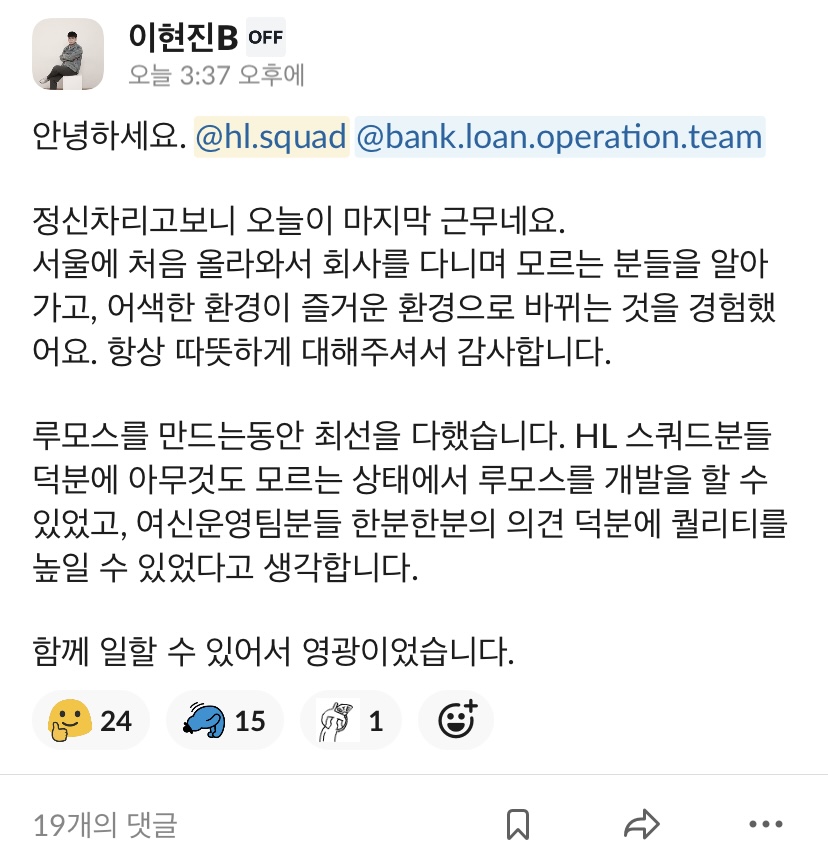 이현진B OFF
오늘 3:37 오후에
안녕하세요. @hl.squad @bank.loan.operation.team
정신차리고보니 오늘이 마지막 근무네요.
서울에 처음 올라와서 회사를 다니며 모르는 분들을 알아
가고, 어색한 환경이 즐거운 환경으로 바뀌는 것을 경험했
어요. 항상 따뜻하게 대해주셔서 감사합니다.
루모스를 만드는동안 최선을 다했습니다. HL 스쿼드분들
덕분에 아무것도 모르는 상태에서 루모스를 개발을 할 수
있었고, 여신운영팀분들 한분한분의 의견 덕분에 퀄리티를
높일 수 있었다고 생각합니다.
함께 일할 수 있어서 영광이었습니다.
24 15 1
19개의 댓글